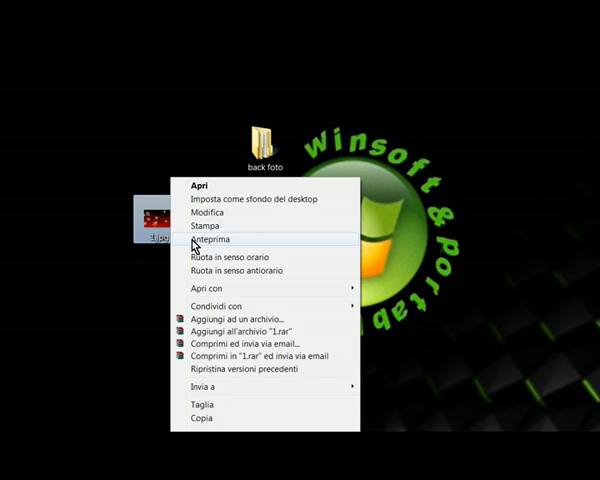 Winsoft & portab
back foto
1.jpg
Apri
Imposta come sfondo del desktop
Modifica
Stampa
Anteprima
Ruota in senso orario
Ruota in senso antiorario
Apri con
Condividi con
Aggiungi ad un archivio...
Aggiungi all'archivio "1.rar"
Comprimi ed invia via email...
Comprimi in "1.rar" ed invia via email
Ripristina versioni precedenti
Invia a
Taglia
Copia